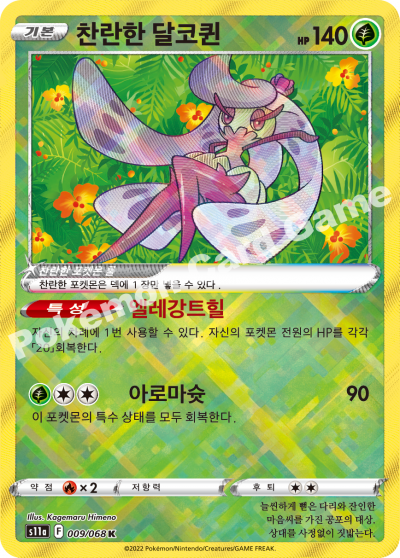 기본 찬란한 달코퀸 HP 140
찬란한 포켓몬 룰
찬란한 포켓몬은 덱에 1장만 넣을 수 있다.
특성 엘레강트힐
자신의 차례에 1번 사용할 수 있다. 자신의 포켓몬 전원의 HP를 각각
「20」회복한다.
아로마슛 90
이 포켓몬의 특수 상태를 모두 회복한다.
약점 ×2 저항력 후퇴
Illus. Kagemaru Himeno
늘씬하게 뻗은 다리와 잔인한
마음씨를 가진 공포의 대상.
상대를 사정없이 짓밟는다.
s11a F 009/068 K
©2022 Pokémon/Nintendo/Creatures/GAME FREAK.
Pokémon Card Game